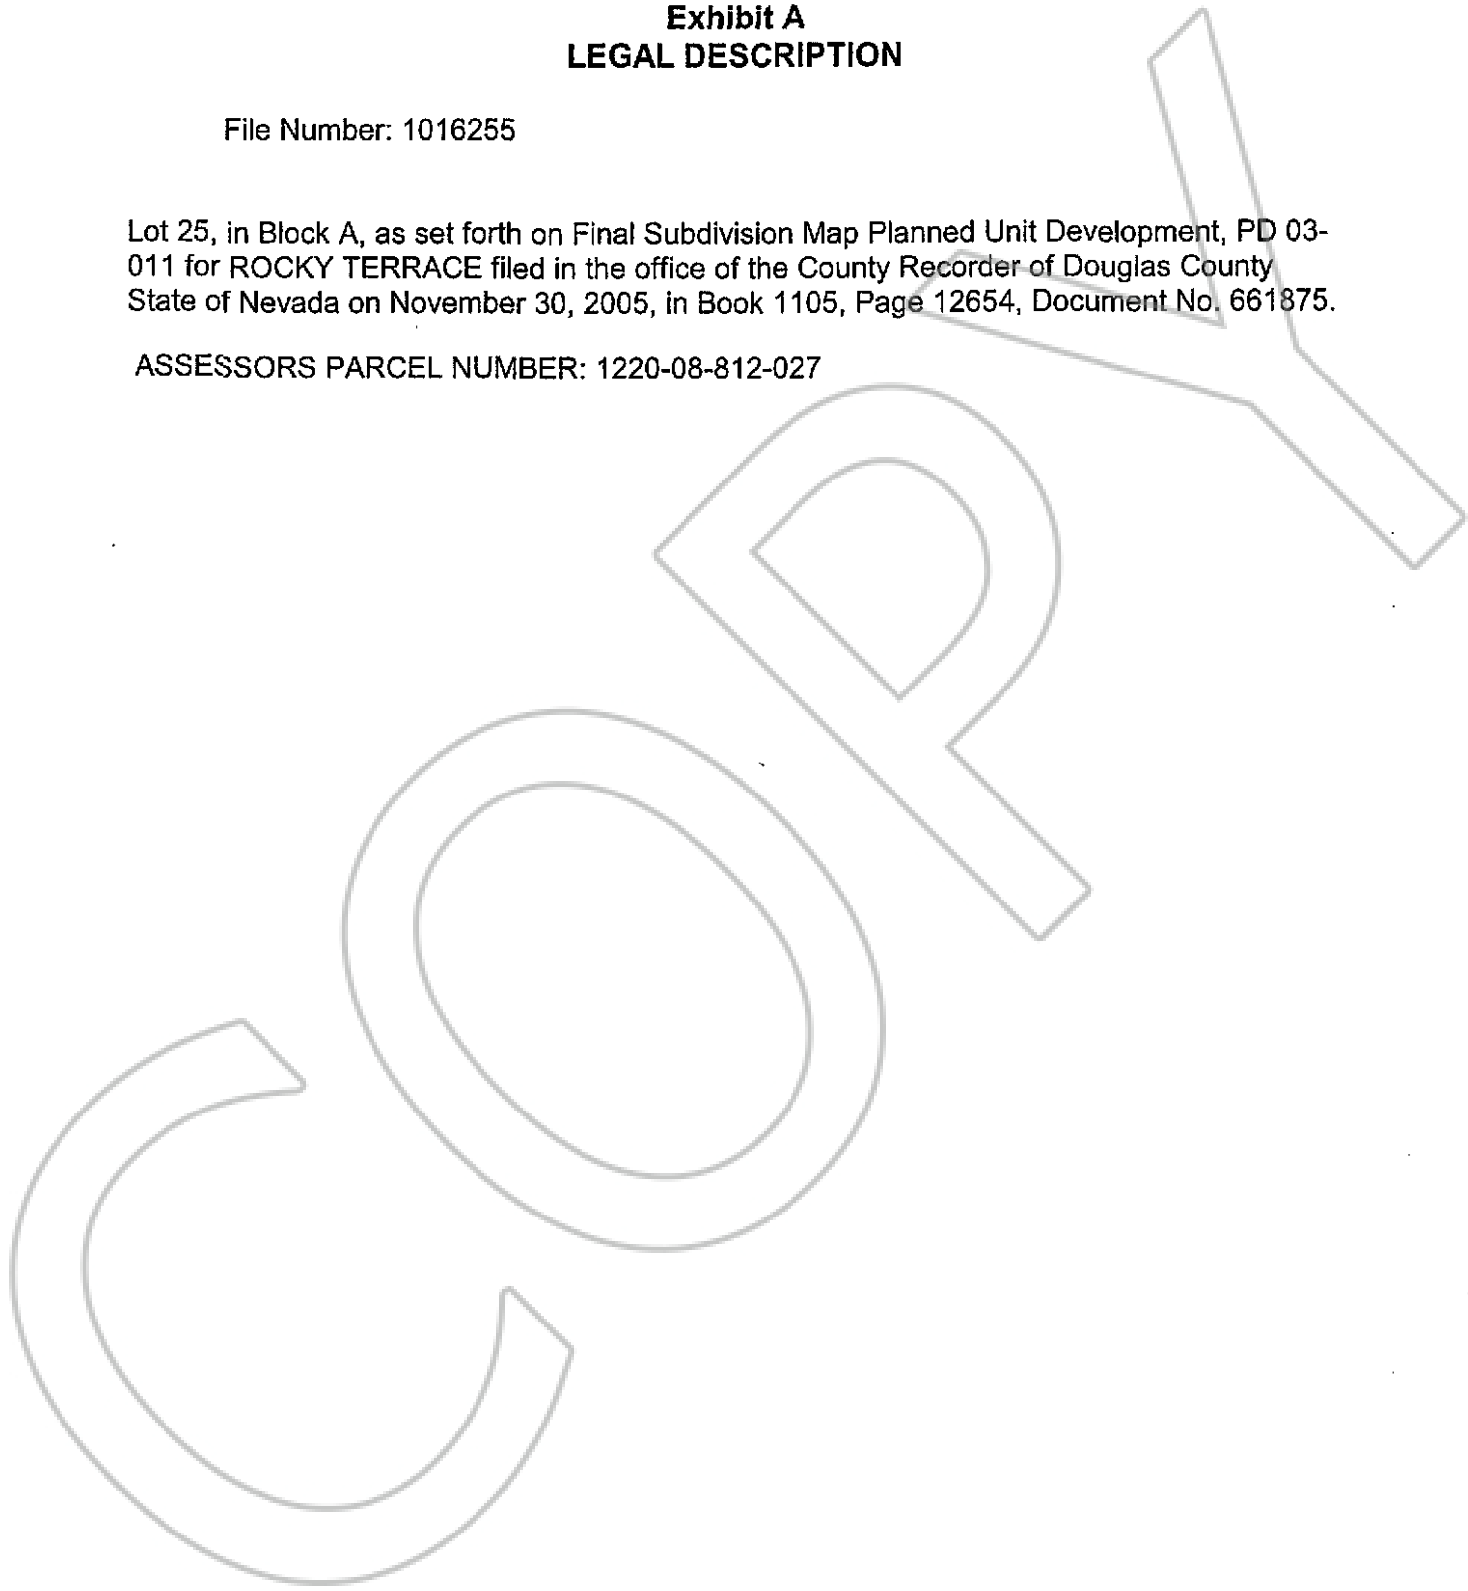 Exhibit A
LEGAL DESCRIPTION
File Number: 1016255
Lot 25, in Block A, as set forth on Final Subdivision Map Planned Unit Development, PD 03-
011 for ROCKY TERRACE filed in the office of the County Recorder of Douglas County
State of Nevada on November 30, 2005, in Book 1105, Page 12654, Document No. 661875.
ASSESSORS PARCEL NUMBER: 1220-08-812-027
COPY